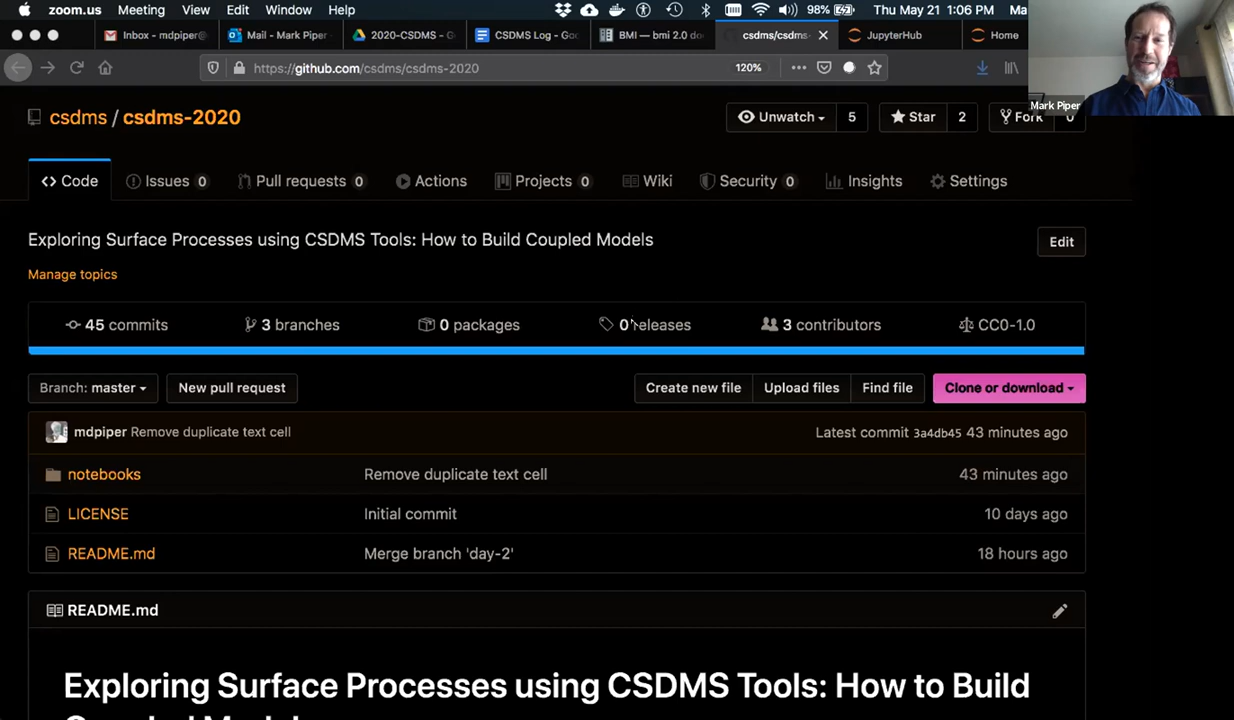 zoom.us Meeting View Edit Window Help 98% Thu May 21 1:06 PM Ma
Inbox - mdpiper@ Mail - Mark Piper 2020-CSDMS - G CSDMS Log - Goo BMI — bmi 2.0 do csdms/csdms- JupyterHub Home
https://github.com/csdms/csdms-2020 120%
Mark Piper
csdms / csdms-2020 Unwatch 5 Star 2 Fork 0
Code Issues 0 Pull requests 0 Actions Projects 0 Wiki Security 0 Insights Settings
Exploring Surface Processes using CSDMS Tools: How to Build Coupled Models Edit
Manage topics
45 commits 3 branches 0 packages 0 releases 3 contributors CC0-1.0
Branch: master New pull request Create new file Upload files Find file Clone or download
mdpiper Remove duplicate text cell Latest commit 3a4db45 43 minutes ago
notebooks Remove duplicate text cell 43 minutes ago
LICENSE Initial commit 10 days ago
README.md Merge branch 'day-2' 18 hours ago
README.md
Exploring Surface Processes using CSDMS Tools: How to Build